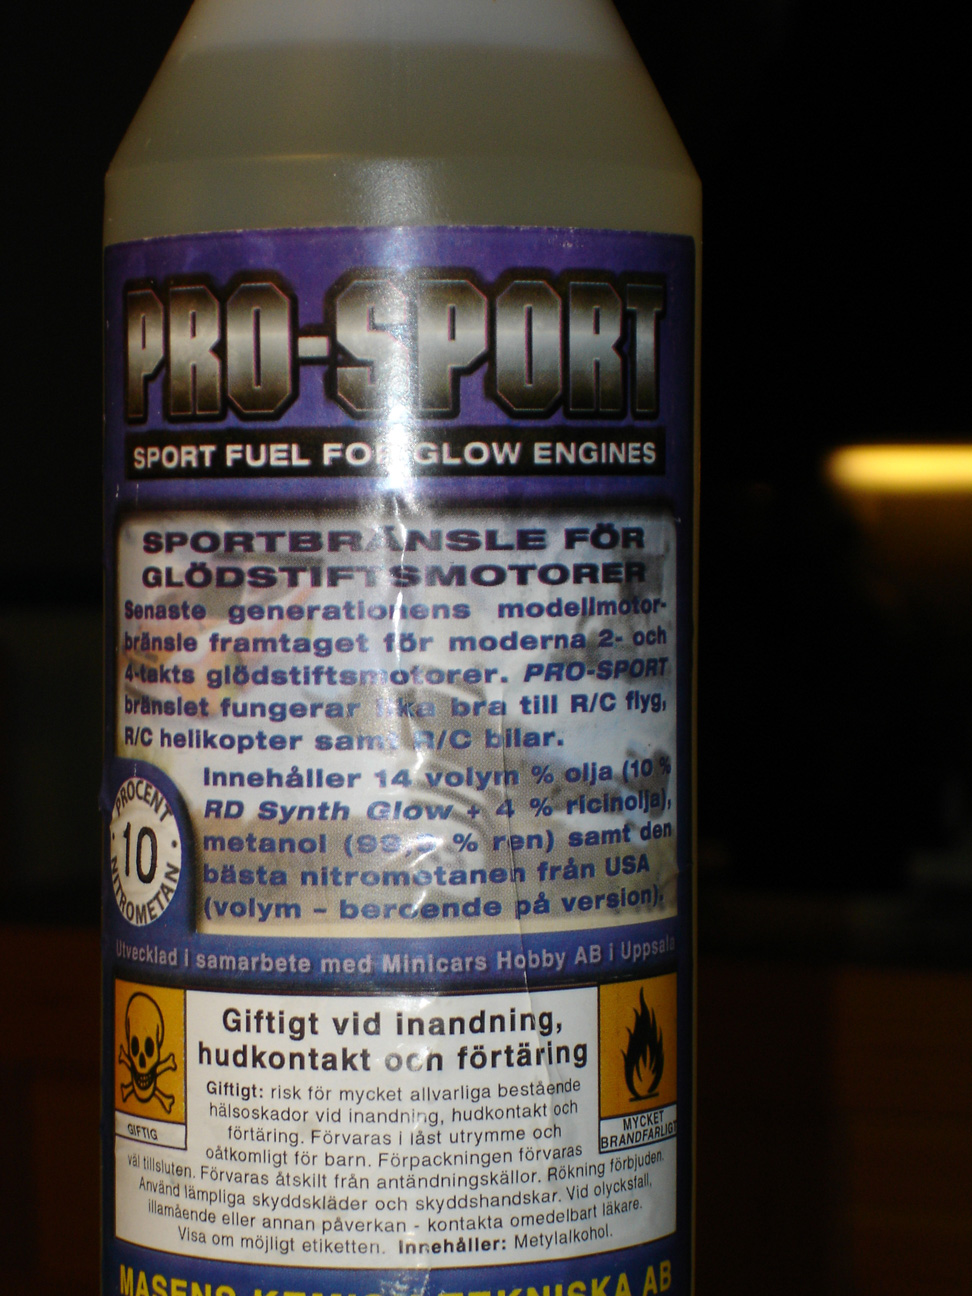 PRO-SPORT
SPORT FUEL FOR GLOW ENGINES
SPORTBRÄNSLE FÖR
GLÖDSTIFTSMOTORER
Senaste generationens modellmotor-
bränsle framtaget för moderna 2- och
4-takts glödstiftsmotorer. PRO-SPORT
bränslet fungerar lika bra till R/C flyg,
R/C helikopter samt R/C bilar.
Innehåller 14 volym % olja (10 %
RD Synth Glow + 4 % ricinolja),
metanol % ren) samt den
bästa nitrometanen från USA
(volym – beroende på version).
PROCENT
10
NITROMETAN
Utvecklad i samarbete med Minicars Hobby AB i Uppsala
Giftigt vid inandning,
hudkontakt och förtäring
Giftigt: risk för mycket allvarliga bestående
hälsoskador vid inandning, hudkontakt och
förtäring. Förvaras i låst utrymme och
oåtkomligt för barn. Förpackningen förvaras
väl tillsluten. Förvaras åtskilt från antändningskällor. Rökning förbjuden.
Använd lämpliga skyddskläder och skyddshandskar. Vid olycksfall,
illamående eller annan påverkan - kontakta omedelbart läkare.
Visa om möjligt etiketten. Innehåller: Metylalkohol.
GIFTIG
MYCKET
BRANDFARLIGT
AB